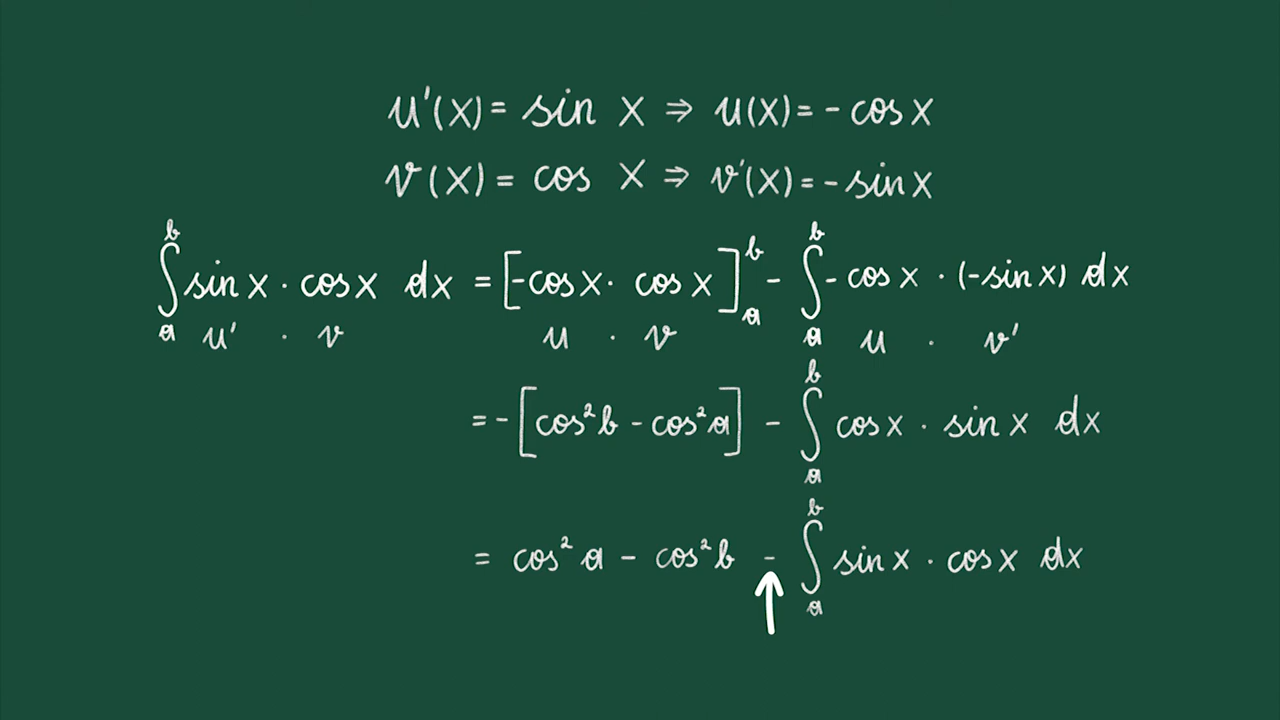 u'(x) = sin x ⇒ u(x) = - cos x
v(x) = cos x ⇒ v'(x) = - sin x
∫_a^b sin x · cos x dx = [-cos x · cos x]_a^b - ∫_a^b - cos x · (-sin x) dx
u' · v u · v u · v'
= - [cos² b - cos² a] - ∫_a^b cos x · sin x dx
= cos² a - cos² b - ∫_a^b sin x · cos x dx